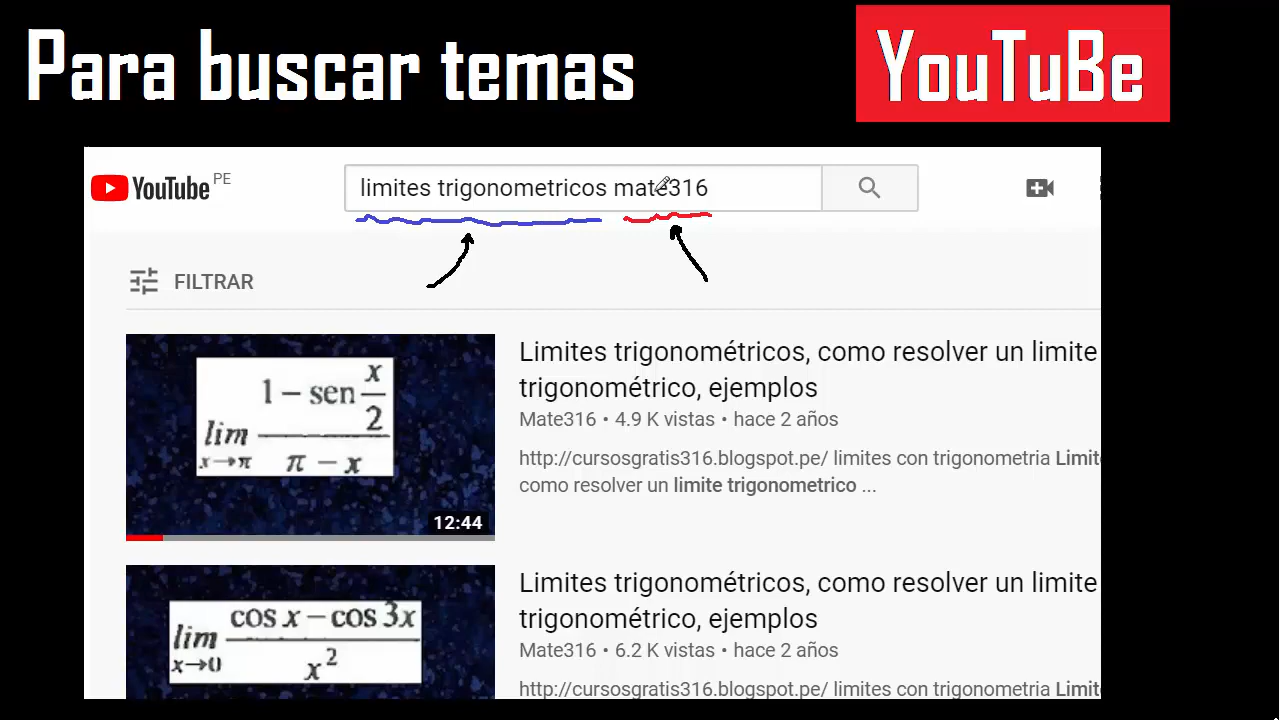 Para buscar temas
YouTuBe
YouTube PE
limites trigonometricos mate316
FILTRAR
Limites trigonométricos, como resolver un limite
trigonométrico, ejemplos
Mate316 • 4.9 K vistas • hace 2 años
http://cursosgratis316.blogspot.pe/ limites con trigonometria Limit
como resolver un limite trigonometrico ...
lim x→π 1 − sen x/2 / π − x
12:44
Limites trigonométricos, como resolver un limite
trigonométrico, ejemplos
Mate316 • 6.2 K vistas • hace 2 años
http://cursosgratis316.blogspot.pe/ limites con trigonometria Limit
lim x→0 cos x − cos 3x / x²